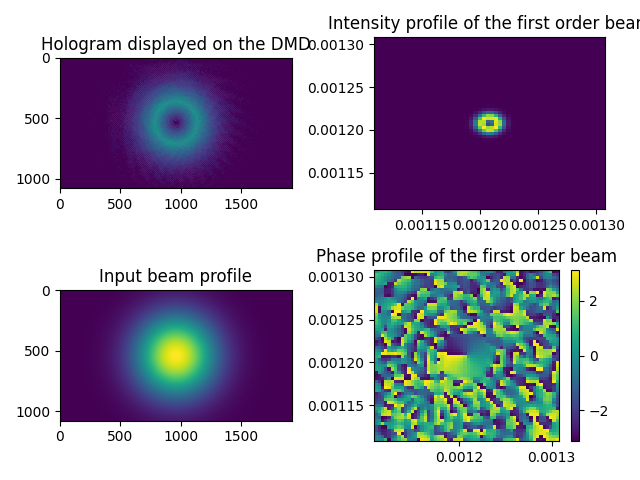 Hologram displayed on the DMD
0
500
1000
0 500 1000 1500
Intensity profile of the first order bear
0.00130
0.00125
0.00120
0.00115
0.00115 0.00120 0.00125 0.00130
Input beam profile
0
500
1000
0 500 1000 1500
Phase profile of the first order beam
0.00130
0.00125
0.00120
0.00115
0.0012 0.0013
2
0
−2